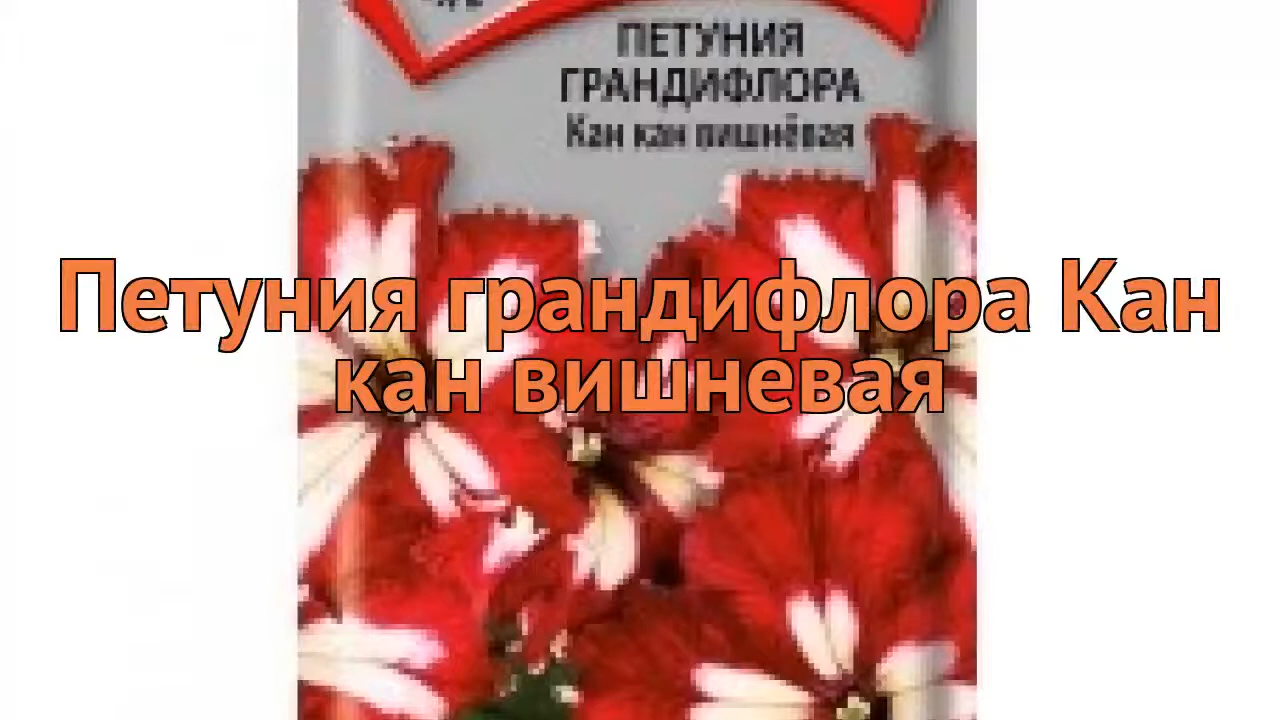 ПЕТУНИЯ
ГРАНДИФЛОРА
Кан кан вишнёвая
Петуния грандифлора Кан
кан вишневая